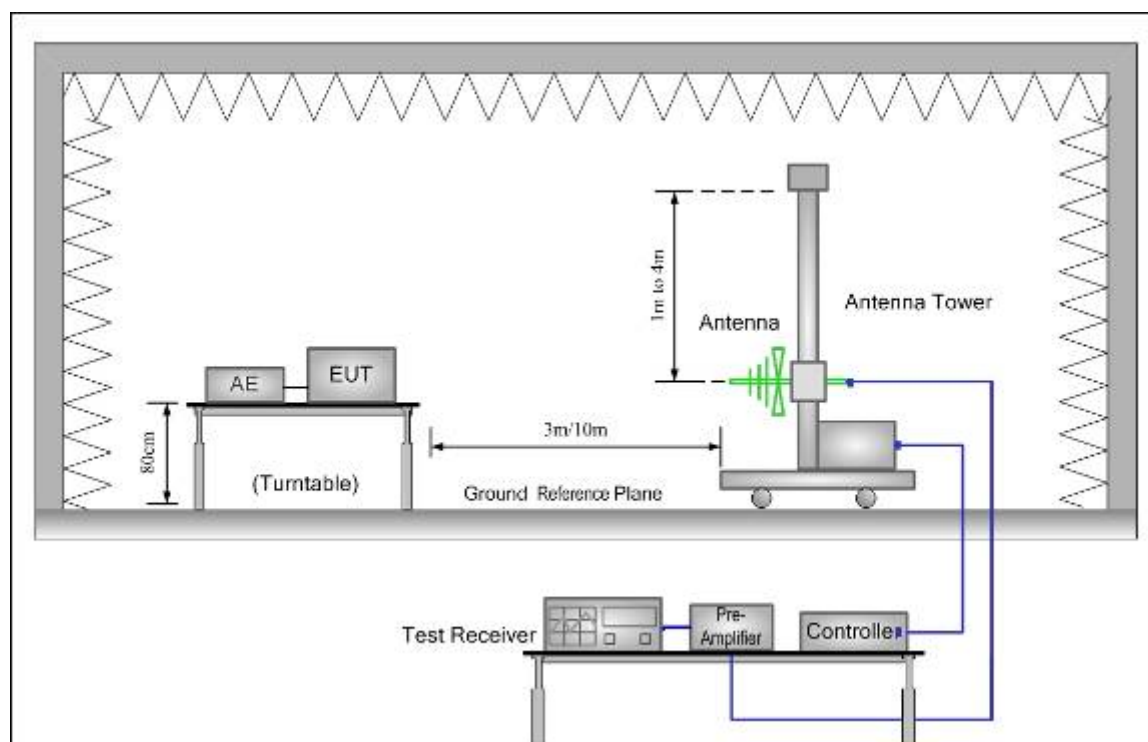 1m to 4m
Antenna
Antenna Tower
AE
EUT
80cm
3m/10m
(Turntable)
Ground Reference Plane
Test Receiver
Pre-
Amplifier
Controlle